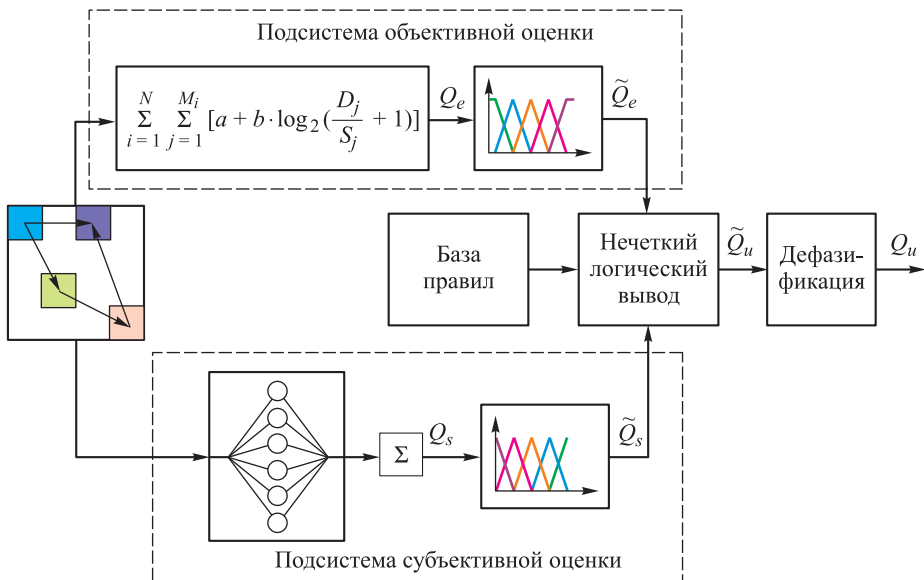 Подсистема объективной оценки
N Σ i = 1 M_i Σ j = 1 [a + b · log₂(D_j / S_j + 1)]
Q_e
Q̃_e
База
правил
Нечеткий
логический
вывод
Q̃_u
Дефази-
фикация
Q_u
Σ
Q_s
Q̃_s
Подсистема субъективной оценки